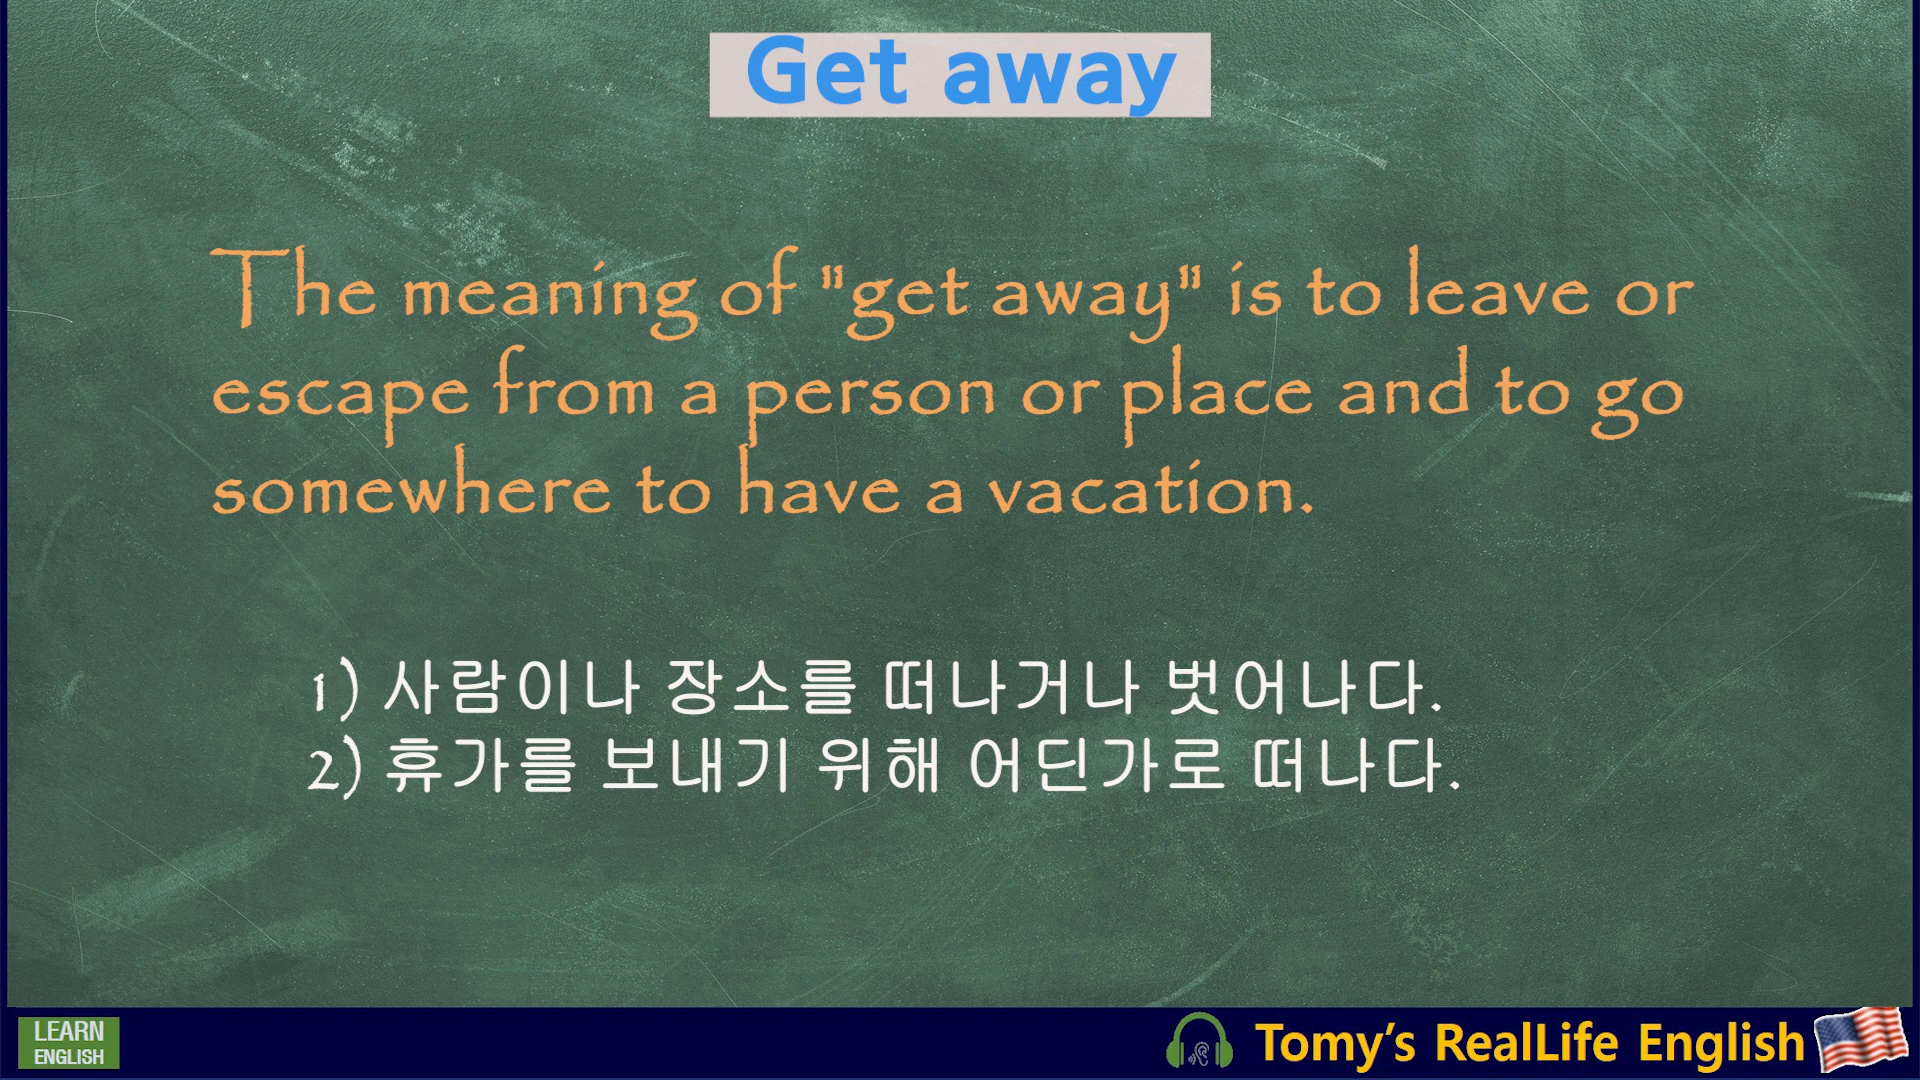 Get away
The meaning of "get away" is to leave or
escape from a person or place and to go
somewhere to have a vacation.
1) 사람이나 장소를 떠나거나 벗어나다.
2) 휴가를 보내기 위해 어딘가로 떠나다.
LEARN
ENGLISH
Tomy's RealLife English